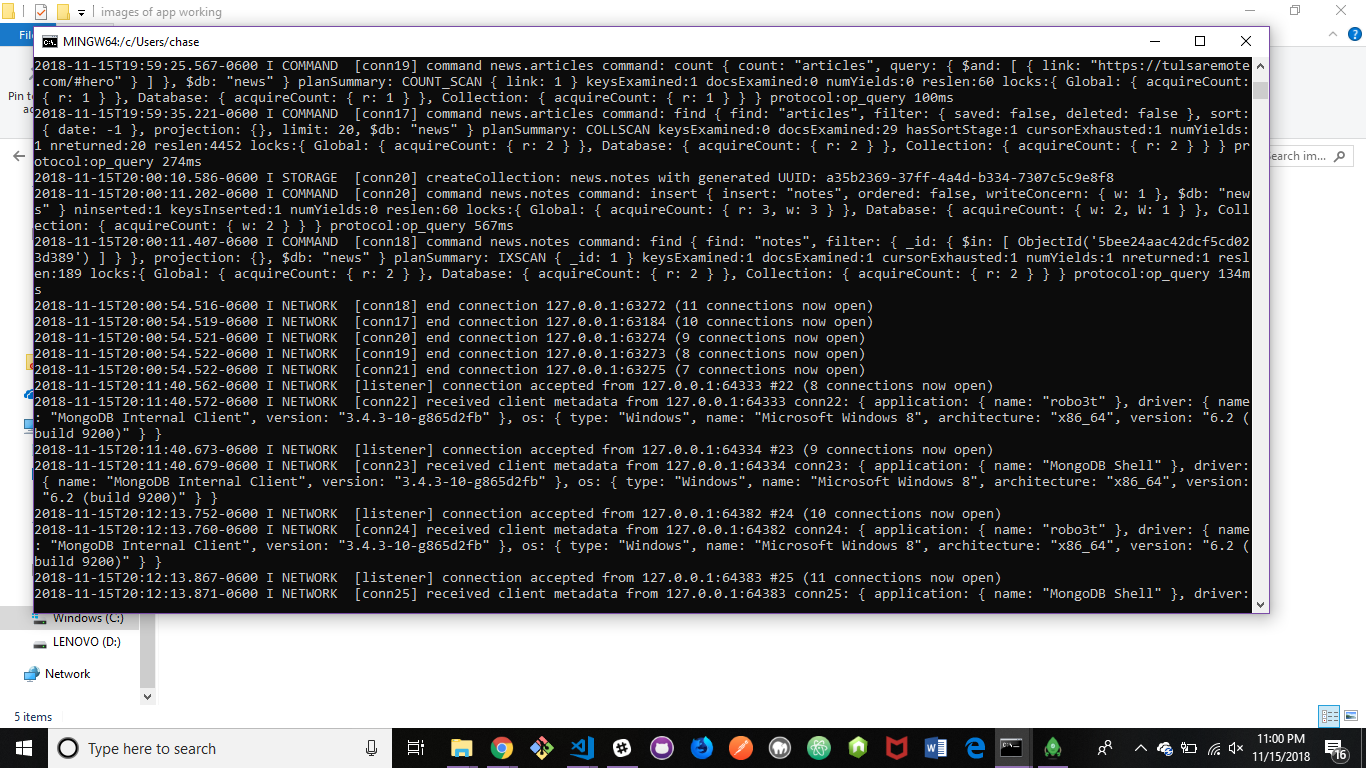 images of app working
Fil
MINGW64:/c/Users/chase
Pin to
ac
earch im...
2018-11-15T19:59:25.567-0600 I COMMAND  [conn19] command news.articles command: count { count: "articles", query: { $and: [ { link: "https://tulsaremote
.com/#hero" } ] }, $db: "news" } planSummary: COUNT_SCAN { link: 1 } keysExamined:1 docsExamined:0 numYields:0 reslen:60 locks:{ Global: { acquireCount:
{ r: 1 } }, Database: { acquireCount: { r: 1 } }, Collection: { acquireCount: { r: 1 } } } protocol:op_query 100ms
2018-11-15T19:59:35.221-0600 I COMMAND  [conn17] command news.articles command: find { find: "articles", filter: { saved: false, deleted: false }, sort:
{ date: -1 }, projection: {}, limit: 20, $db: "news" } planSummary: COLLSCAN keysExamined:0 docsExamined:29 hasSortStage:1 cursorExhausted:1 numYields:
1 nreturned:20 reslen:4452 locks:{ Global: { acquireCount: { r: 2 } }, Database: { acquireCount: { r: 2 } }, Collection: { acquireCount: { r: 2 } } } pr
otocol:op_query 274ms
2018-11-15T20:00:10.586-0600 I STORAGE  [conn20] createCollection: news.notes with generated UUID: a35b2369-37ff-4a4d-b334-7307c5c9e8f8
2018-11-15T20:00:11.202-0600 I COMMAND  [conn20] command news.notes command: insert { insert: "notes", ordered: false, writeConcern: { w: 1 }, $db: "new
s" } ninserted:1 keysInserted:1 numYields:0 reslen:60 locks:{ Global: { acquireCount: { r: 3, w: 3 } }, Database: { acquireCount: { w: 2, W: 1 } }, Coll
ection: { acquireCount: { w: 2 } } } protocol:op_query 567ms
2018-11-15T20:00:11.407-0600 I COMMAND  [conn18] command news.notes command: find { find: "notes", filter: { _id: { $in: [ ObjectId('5bee24aac42dcf5cd02
3d389') ] } }, projection: {}, $db: "news" } planSummary: IXSCAN { _id: 1 } keysExamined:1 docsExamined:1 cursorExhausted:1 numYields:1 nreturned:1 resl
en:189 locks:{ Global: { acquireCount: { r: 2 } }, Database: { acquireCount: { r: 2 } }, Collection: { acquireCount: { r: 2 } } } protocol:op_query 134m
s
2018-11-15T20:00:54.516-0600 I NETWORK  [conn18] end connection 127.0.0.1:63272 (11 connections now open)
2018-11-15T20:00:54.519-0600 I NETWORK  [conn17] end connection 127.0.0.1:63184 (10 connections now open)
2018-11-15T20:00:54.521-0600 I NETWORK  [conn20] end connection 127.0.0.1:63274 (9 connections now open)
2018-11-15T20:00:54.522-0600 I NETWORK  [conn19] end connection 127.0.0.1:63273 (8 connections now open)
2018-11-15T20:00:54.522-0600 I NETWORK  [conn21] end connection 127.0.0.1:63275 (7 connections now open)
2018-11-15T20:11:40.562-0600 I NETWORK  [listener] connection accepted from 127.0.0.1:64333 #22 (8 connections now open)
2018-11-15T20:11:40.572-0600 I NETWORK  [conn22] received client metadata from 127.0.0.1:64333 conn22: { application: { name: "robo3t" }, driver: { name
: "MongoDB Internal Client", version: "3.4.3-10-g865d2fb" }, os: { type: "Windows", name: "Microsoft Windows 8", architecture: "x86_64", version: "6.2 (
build 9200)" } }
2018-11-15T20:11:40.673-0600 I NETWORK  [listener] connection accepted from 127.0.0.1:64334 #23 (9 connections now open)
2018-11-15T20:11:40.679-0600 I NETWORK  [conn23] received client metadata from 127.0.0.1:64334 conn23: { application: { name: "MongoDB Shell" }, driver:
{ name: "MongoDB Internal Client", version: "3.4.3-10-g865d2fb" }, os: { type: "Windows", name: "Microsoft Windows 8", architecture: "x86_64", version:
"6.2 (build 9200)" } }
2018-11-15T20:12:13.752-0600 I NETWORK  [listener] connection accepted from 127.0.0.1:64382 #24 (10 connections now open)
2018-11-15T20:12:13.760-0600 I NETWORK  [conn24] received client metadata from 127.0.0.1:64382 conn24: { application: { name: "robo3t" }, driver: { name
: "MongoDB Internal Client", version: "3.4.3-10-g865d2fb" }, os: { type: "Windows", name: "Microsoft Windows 8", architecture: "x86_64", version: "6.2 (
build 9200)" } }
2018-11-15T20:12:13.867-0600 I NETWORK  [listener] connection accepted from 127.0.0.1:64383 #25 (11 connections now open)
2018-11-15T20:12:13.871-0600 I NETWORK  [conn25] received client metadata from 127.0.0.1:64383 conn25: { application: { name: "MongoDB Shell" }, driver:
Windows (C:)
LENOVO (D:)
Network
5 items
Type here to search
11:00 PM
11/15/2018
16